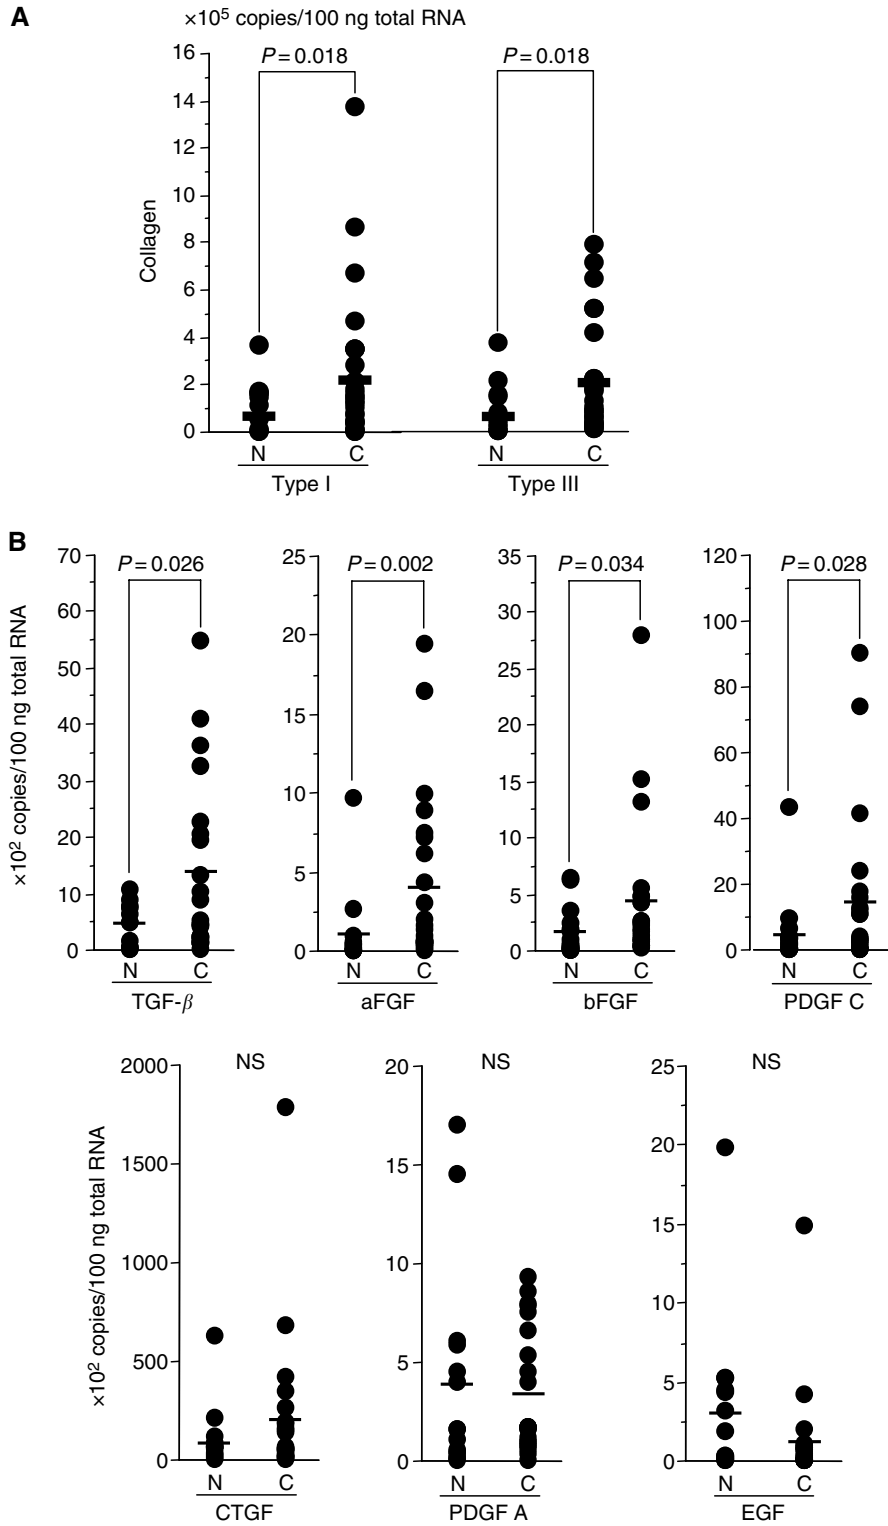 A
×10⁵ copies/100 ng total RNA
P = 0.018
P = 0.018
16
14
12
10
8
6
4
2
0
Collagen
N
C
N
C
Type I
Type III
B
×10² copies/100 ng total RNA
P = 0.026
70
60
50
40
30
20
10
0
N
C
TGF-β
P = 0.002
25
20
15
10
5
0
N
C
aFGF
P = 0.034
35
30
25
20
15
10
5
0
N
C
bFGF
P = 0.028
120
100
80
60
40
20
0
N
C
PDGF C
×10² copies/100 ng total RNA
NS
2000
1500
1000
500
0
N
C
CTGF
NS
20
15
10
5
0
N
C
PDGF A
NS
25
20
15
10
5
0
N
C
EGF